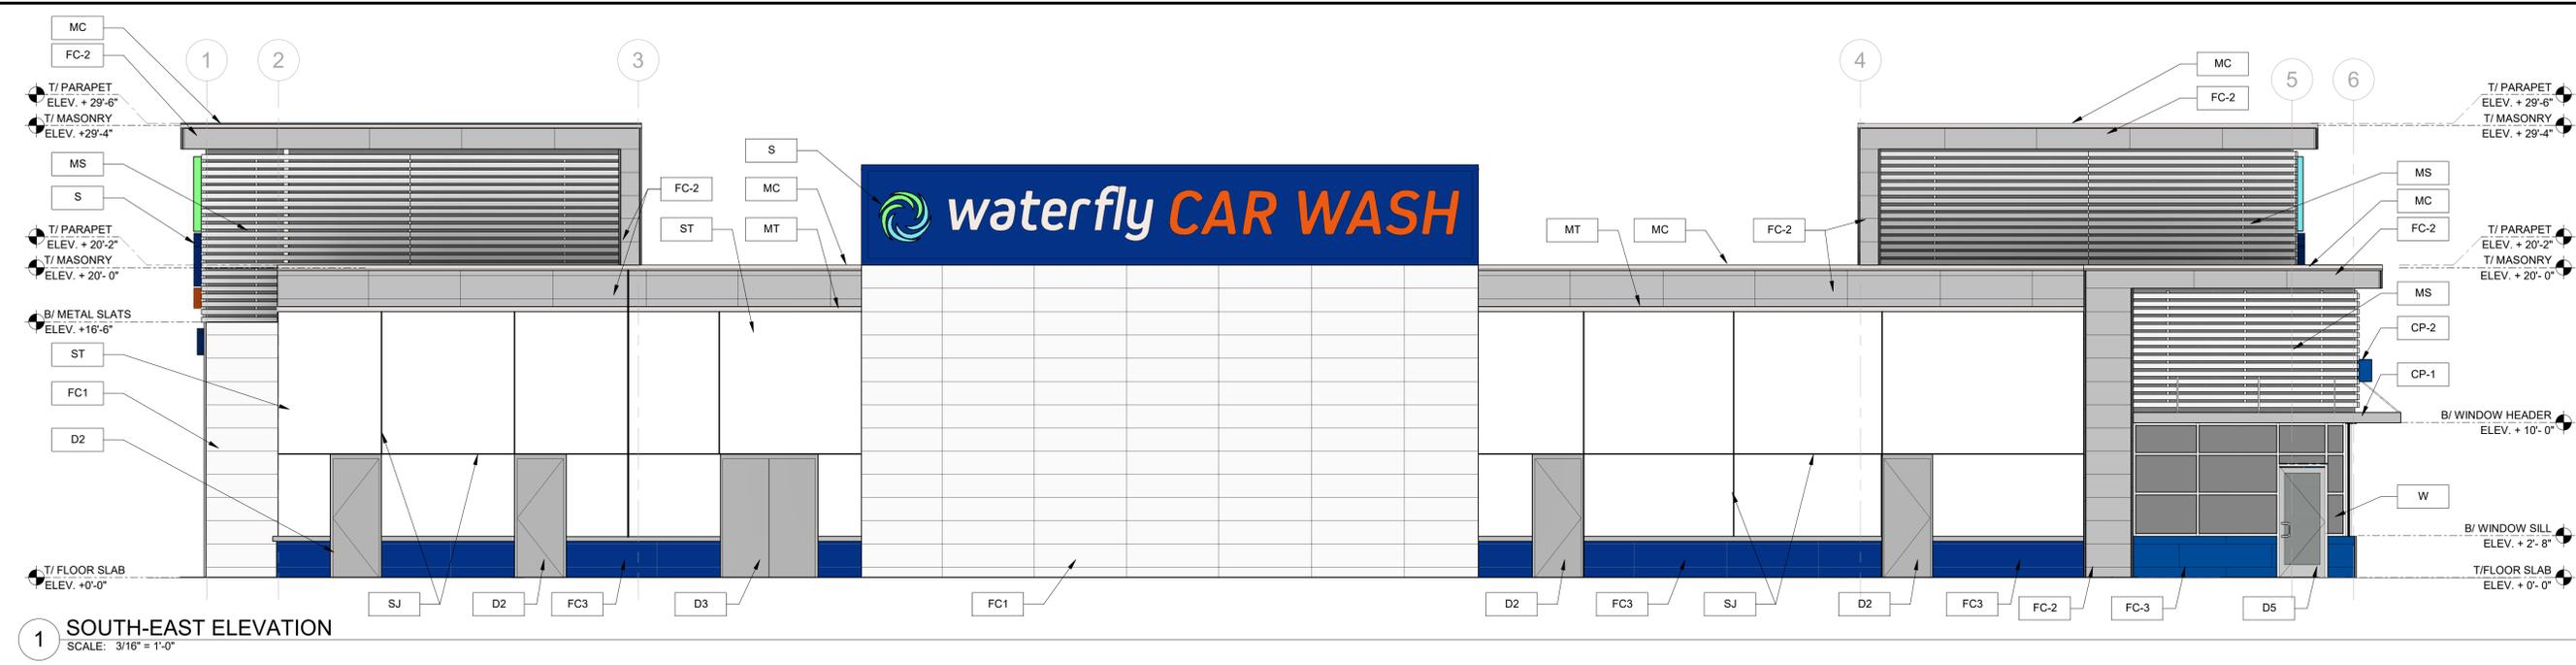 MC
FC-2
1
2
3
4
5
6
MC
FC-2
T/ PARAPET
ELEV. + 29'-6"
T/ MASONRY
ELEV. +29'-4"
MS
S
T/ PARAPET
ELEV. + 20'-2"
T/ MASONRY
ELEV. + 20'- 0"
B/ METAL SLATS
ELEV. +16'-6"
ST
FC1
D2
T/ FLOOR SLAB
ELEV. +0'-0"
FC-2
ST
S
MC
MT
waterfly CAR WASH
MT
MC
FC-2
T/ PARAPET
ELEV. + 29'-6"
T/ MASONRY
ELEV. + 29'-4"
MS
MC
FC-2
T/ PARAPET
ELEV. + 20'-2"
T/ MASONRY
ELEV. + 20'- 0"
MS
CP-2
CP-1
B/ WINDOW HEADER
ELEV. + 10'- 0"
W
B/ WINDOW SILL
ELEV. + 2'- 8"
T/FLOOR SLAB
ELEV. + 0'- 0"
SJ
D2
FC3
D3
FC1
D2
FC3
SJ
D2
FC3
FC-2
FC-3
D5
1
SOUTH-EAST ELEVATION
SCALE: 3/16" = 1'-0"